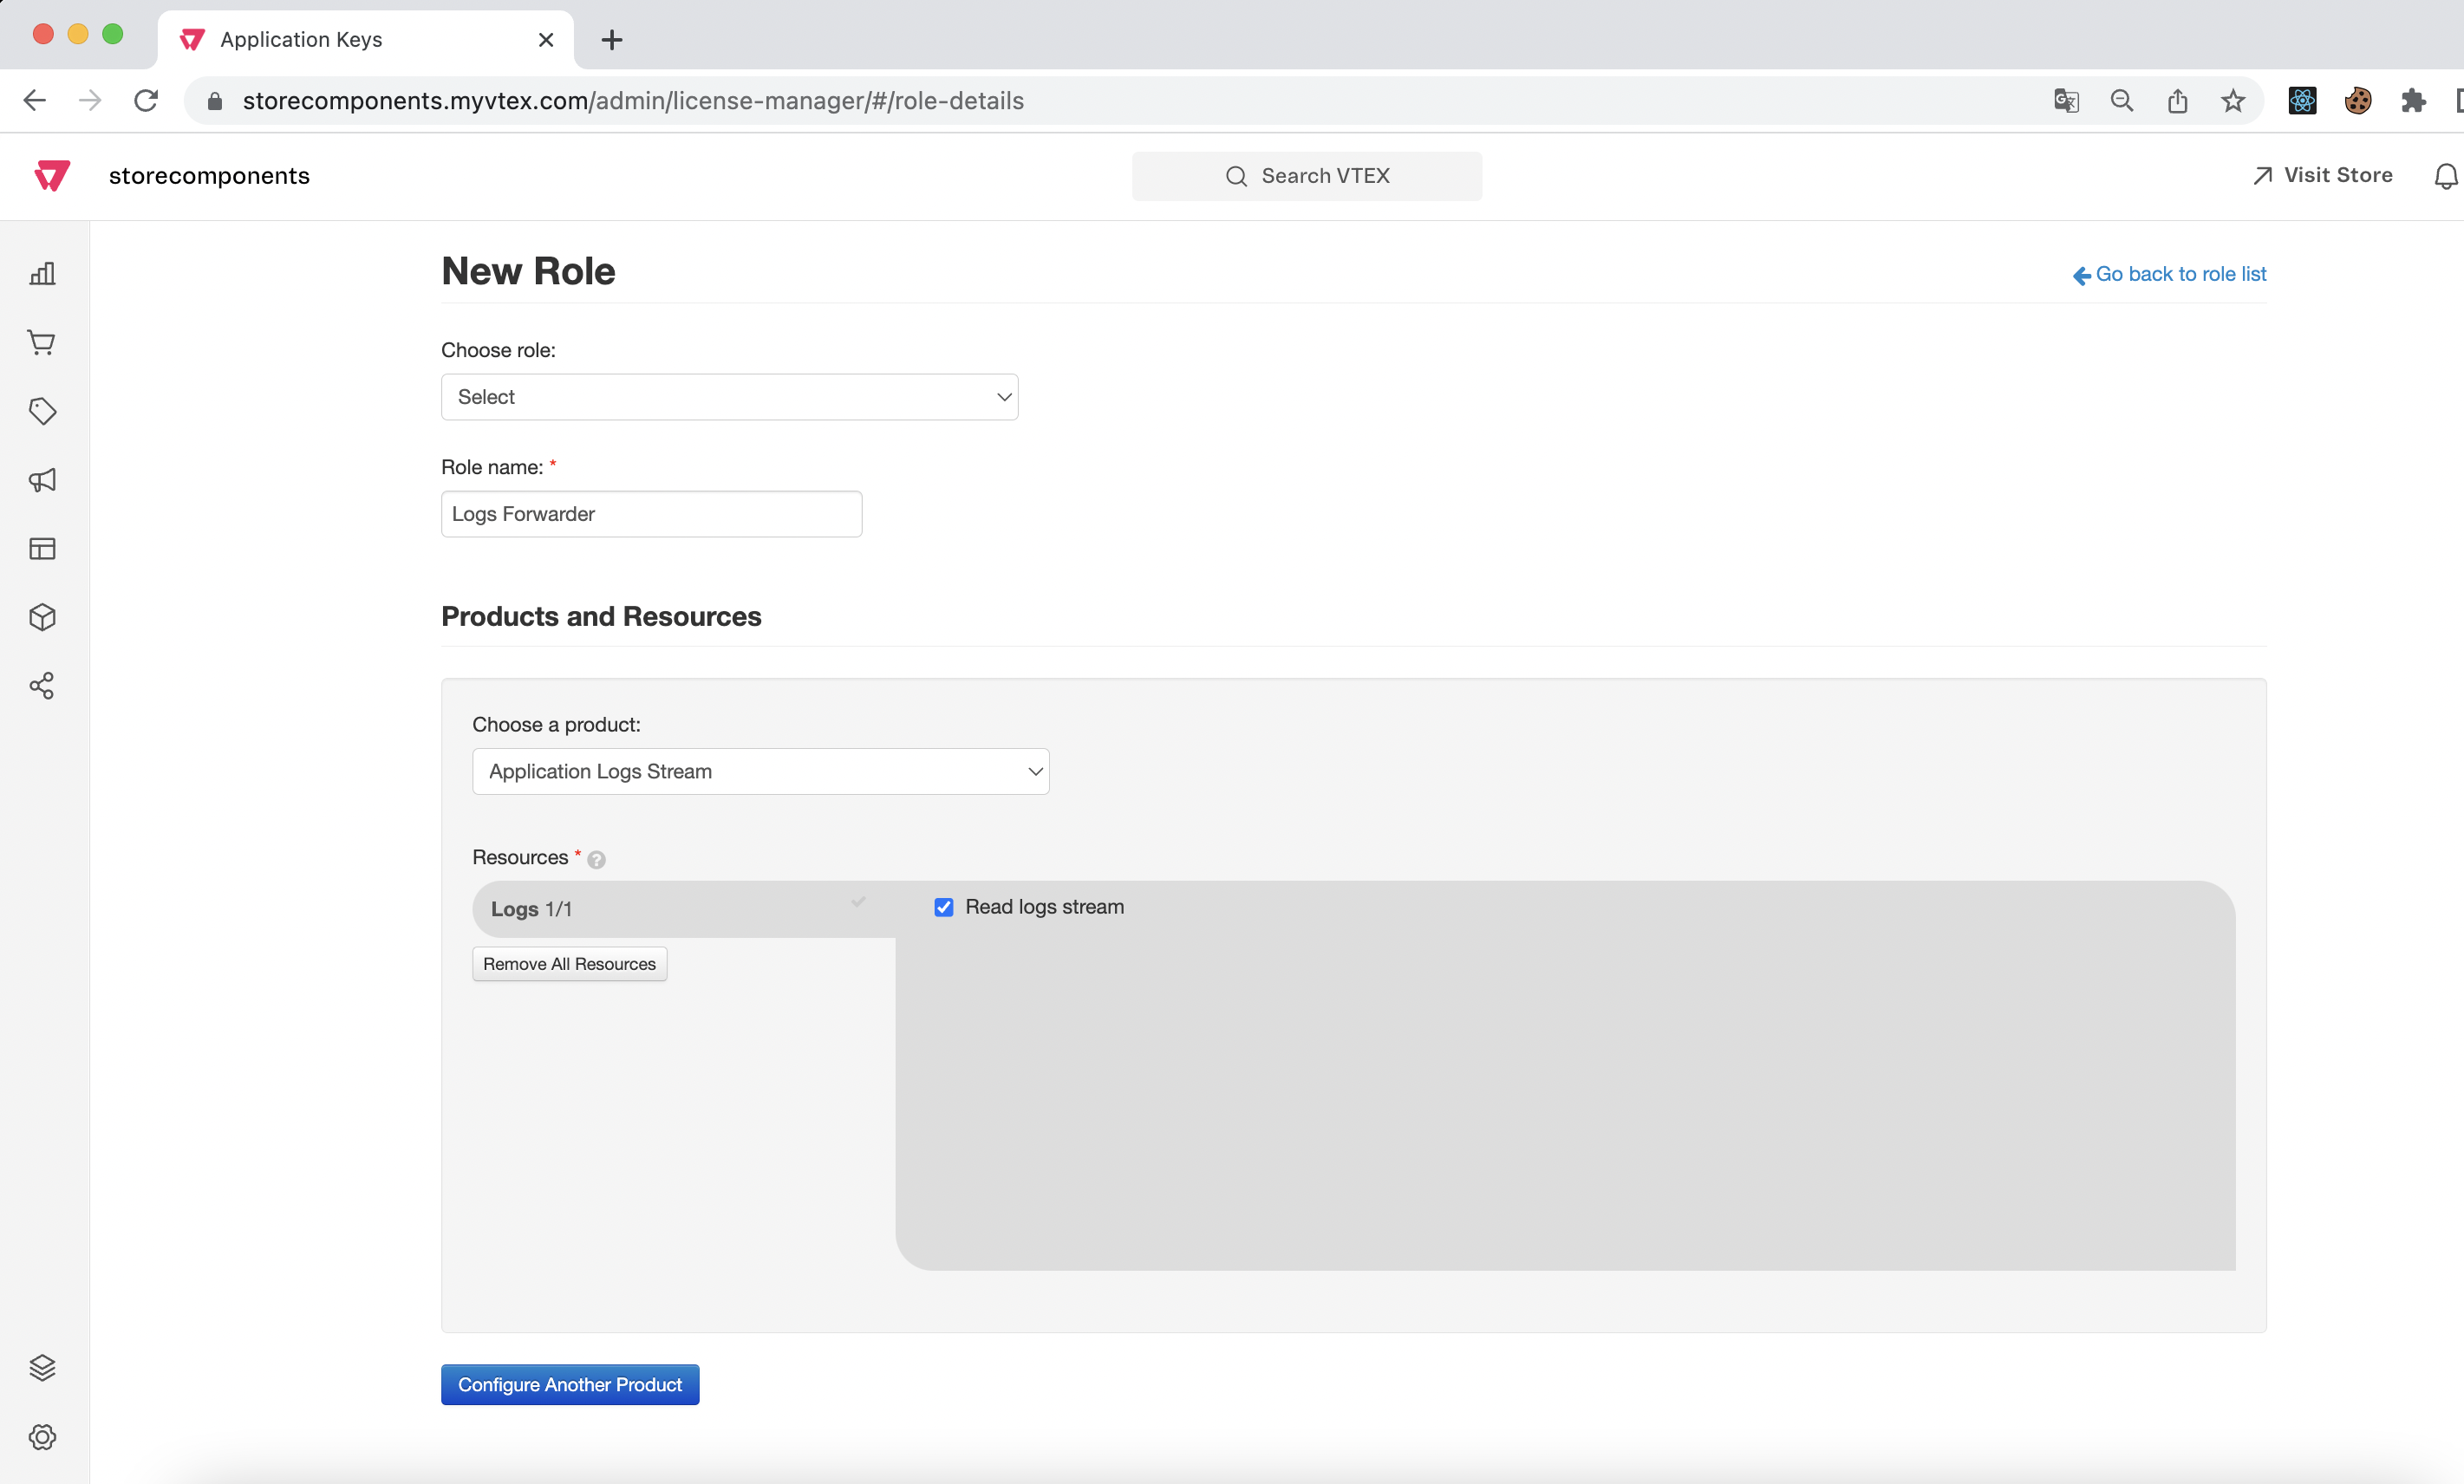 Application Keys
storecomponents.myvtex.com/admin/license-manager/#/role-details
storecomponents
Search VTEX
Visit Store
New Role
Go back to role list
Choose role:
Select
Role name: *
Logs Forwarder
Products and Resources
Choose a product:
Application Logs Stream
Resources * ?
Logs 1/1
Read logs stream
Remove All Resources
Configure Another Product